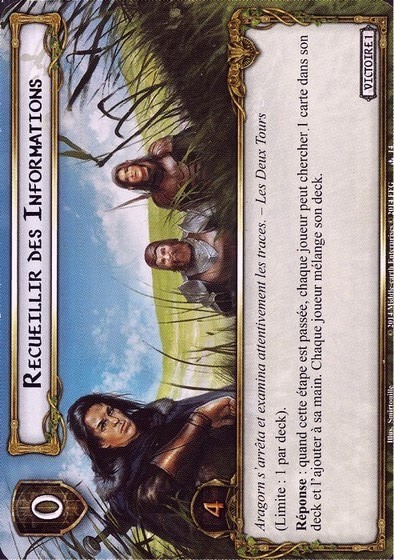 0
RECUEILLIR DES INFORMATIONS
4
Aragorn s'arrêta et examina attentivement les traces. – Les Deux Tours
(Limite : 1 par deck).
Réponse : quand cette étape est passée, chaque joueur peut chercher 1 carte dans son
deck et l'ajouter à sa main. Chaque joueur mélange son deck.
VICTOIRE 1
© 2014 Middle-earth Enterprises © 2014 FFG